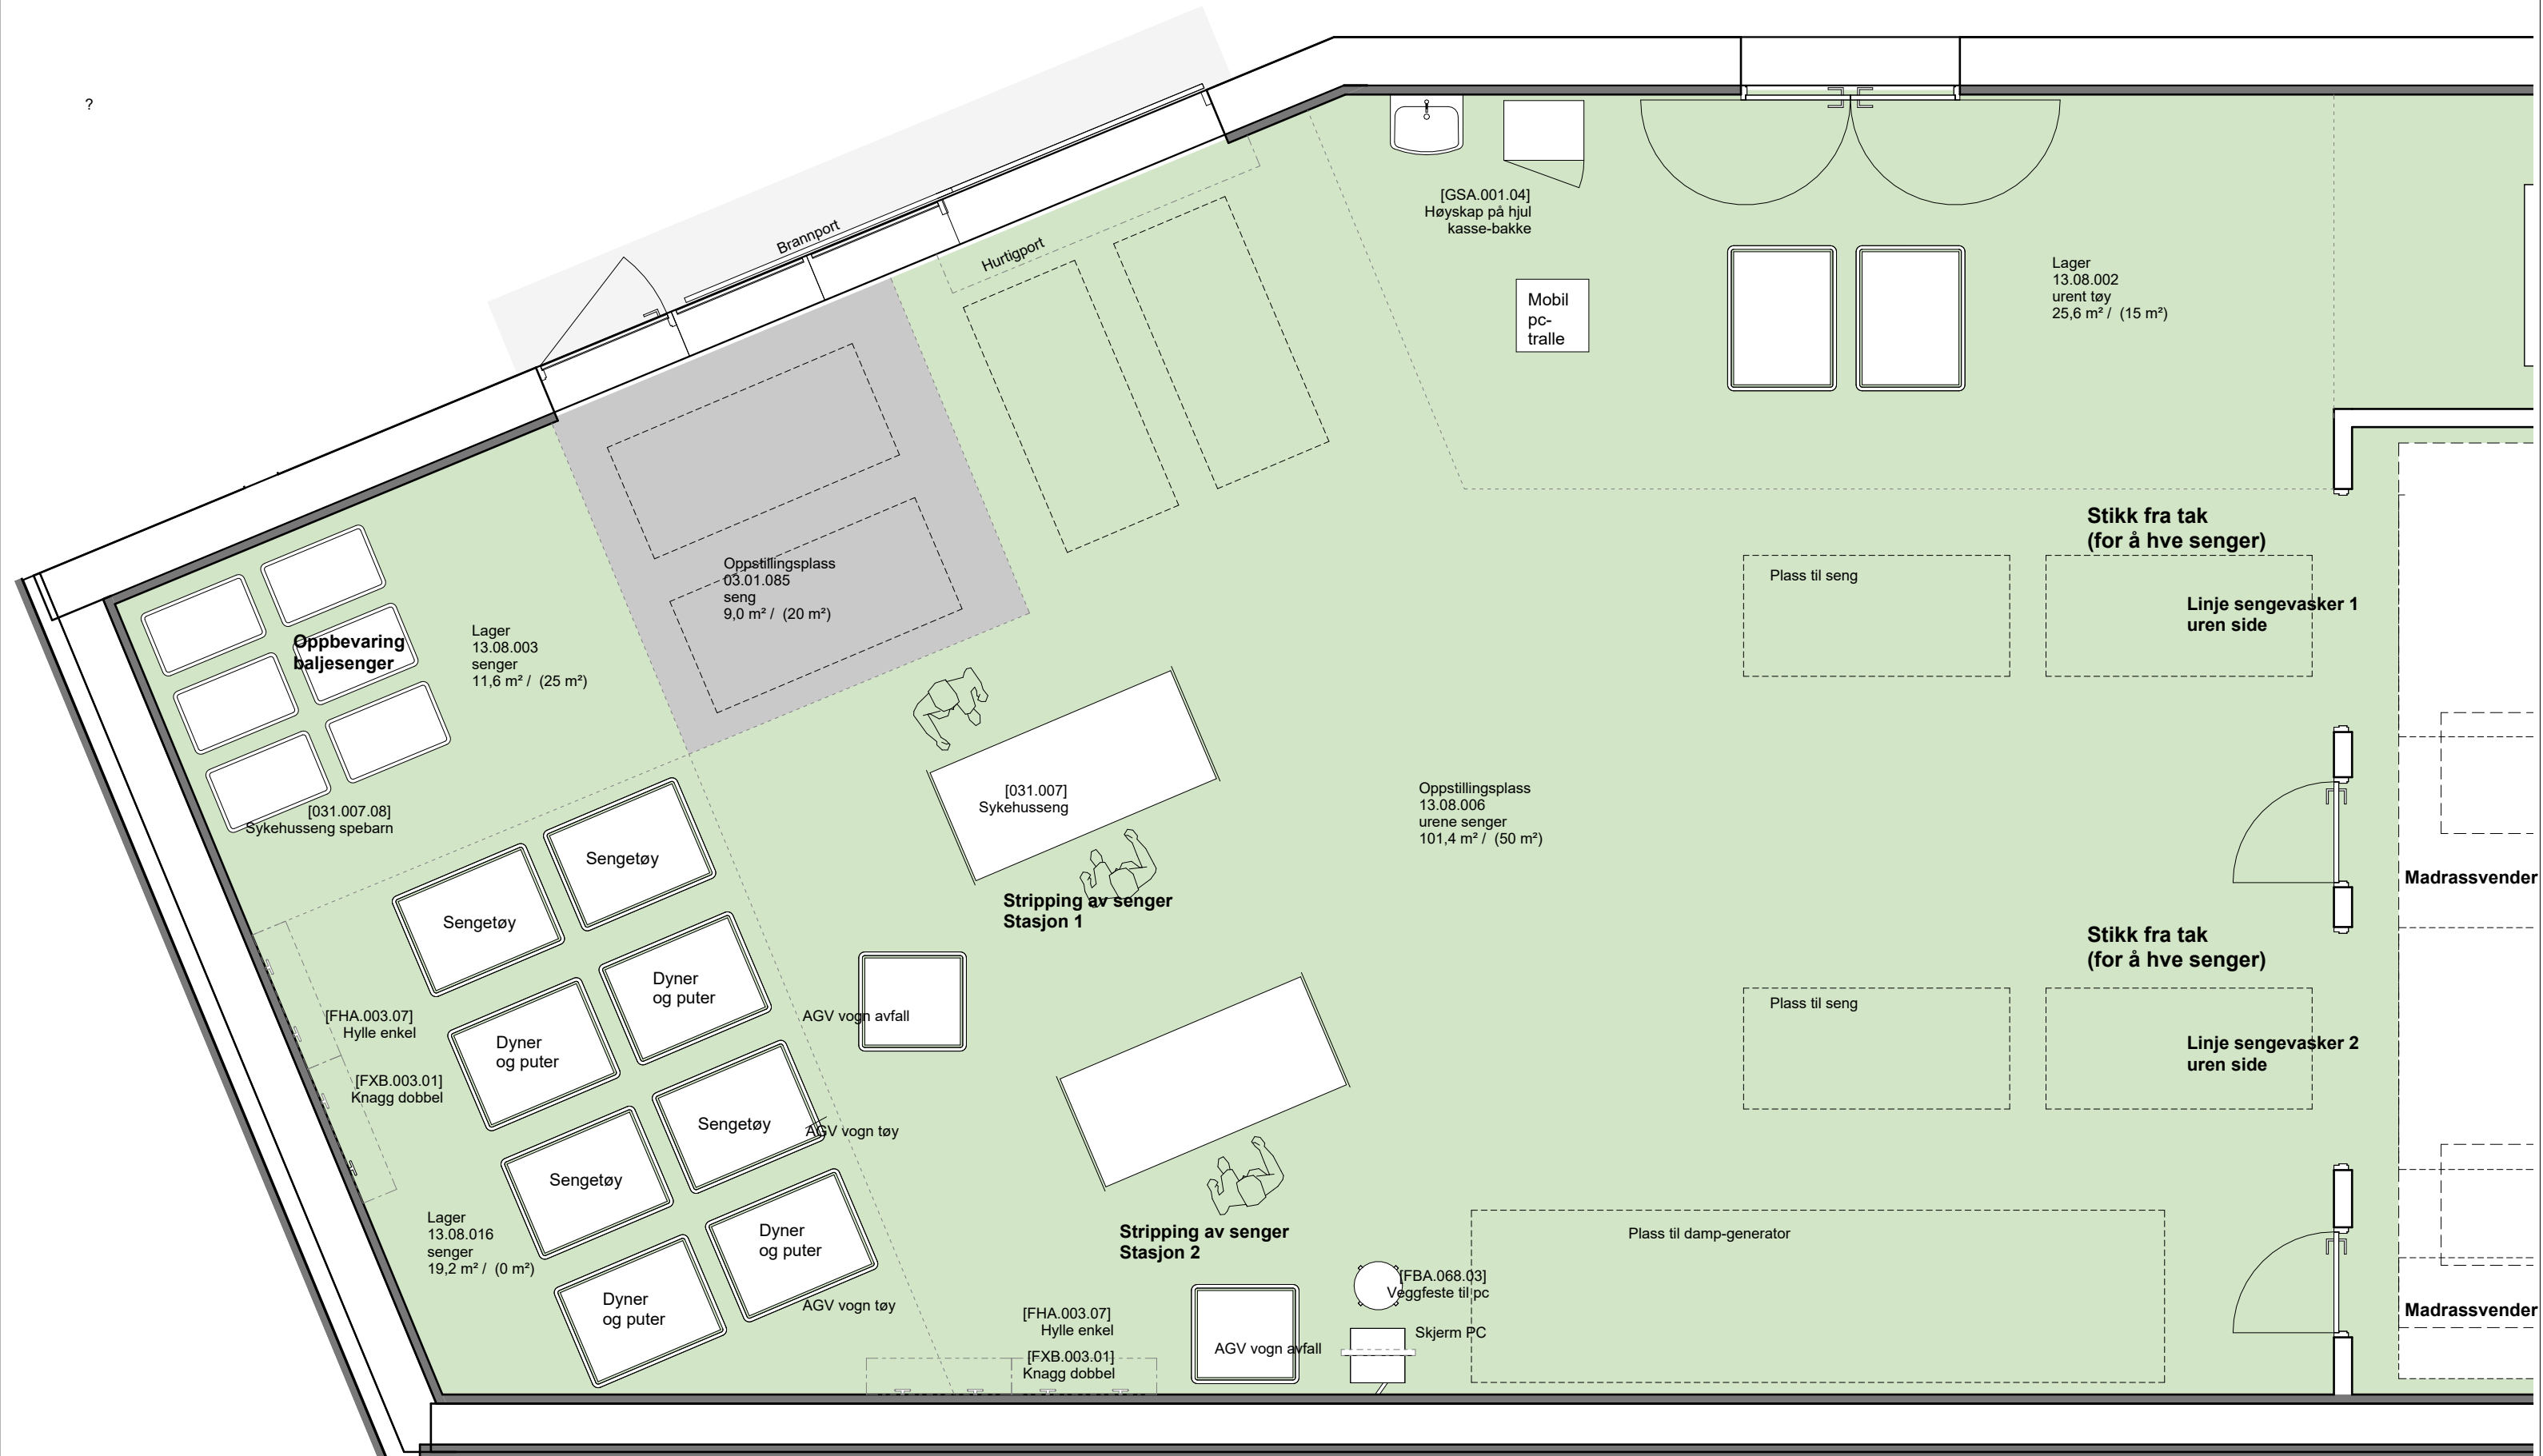 ?
Brannport
Hurtigport
[GSA.001.04]
Høyskap på hjul
kasse-bakke
Mobil
pc-
tralle
Lager
13.08.002
urent tøy
25,6 m² / (15 m²)
Oppstillingsplass
03.01.085
seng
9,0 m² / (20 m²)
Oppbevaring
baljesenger
Lager
13.08.003
senger
11,6 m² / (25 m²)
[031.007.08]
Sykehusseng spebarn
Stikk fra tak
(for å hve senger)
Plass til seng
Linje sengevasker 1
uren side
[031.007]
Sykehusseng
Stripping av senger
Stasjon 1
Oppstillingsplass
13.08.006
urene senger
101,4 m² / (50 m²)
Madrassvender
Sengetøy
Sengetøy
Dyner
og puter
Dyner
og puter
AGV vogn avfall
[FHA.003.07]
Hylle enkel
[FXB.003.01]
Knagg dobbel
Sengetøy
AGV vogn tøy
Sengetøy
Stikk fra tak
(for å hve senger)
Plass til seng
Linje sengevasker 2
uren side
Lager
13.08.016
senger
19,2 m² / (0 m²)
Dyner
og puter
Dyner
og puter
AGV vogn tøy
Stripping av senger
Stasjon 2
Plass til damp-generator
[FBA.068.03]
Veggfeste til pc
Skjerm PC
[FHA.003.07]
Hylle enkel
[FXB.003.01]
Knagg dobbel
AGV vogn avfall
Madrassvender